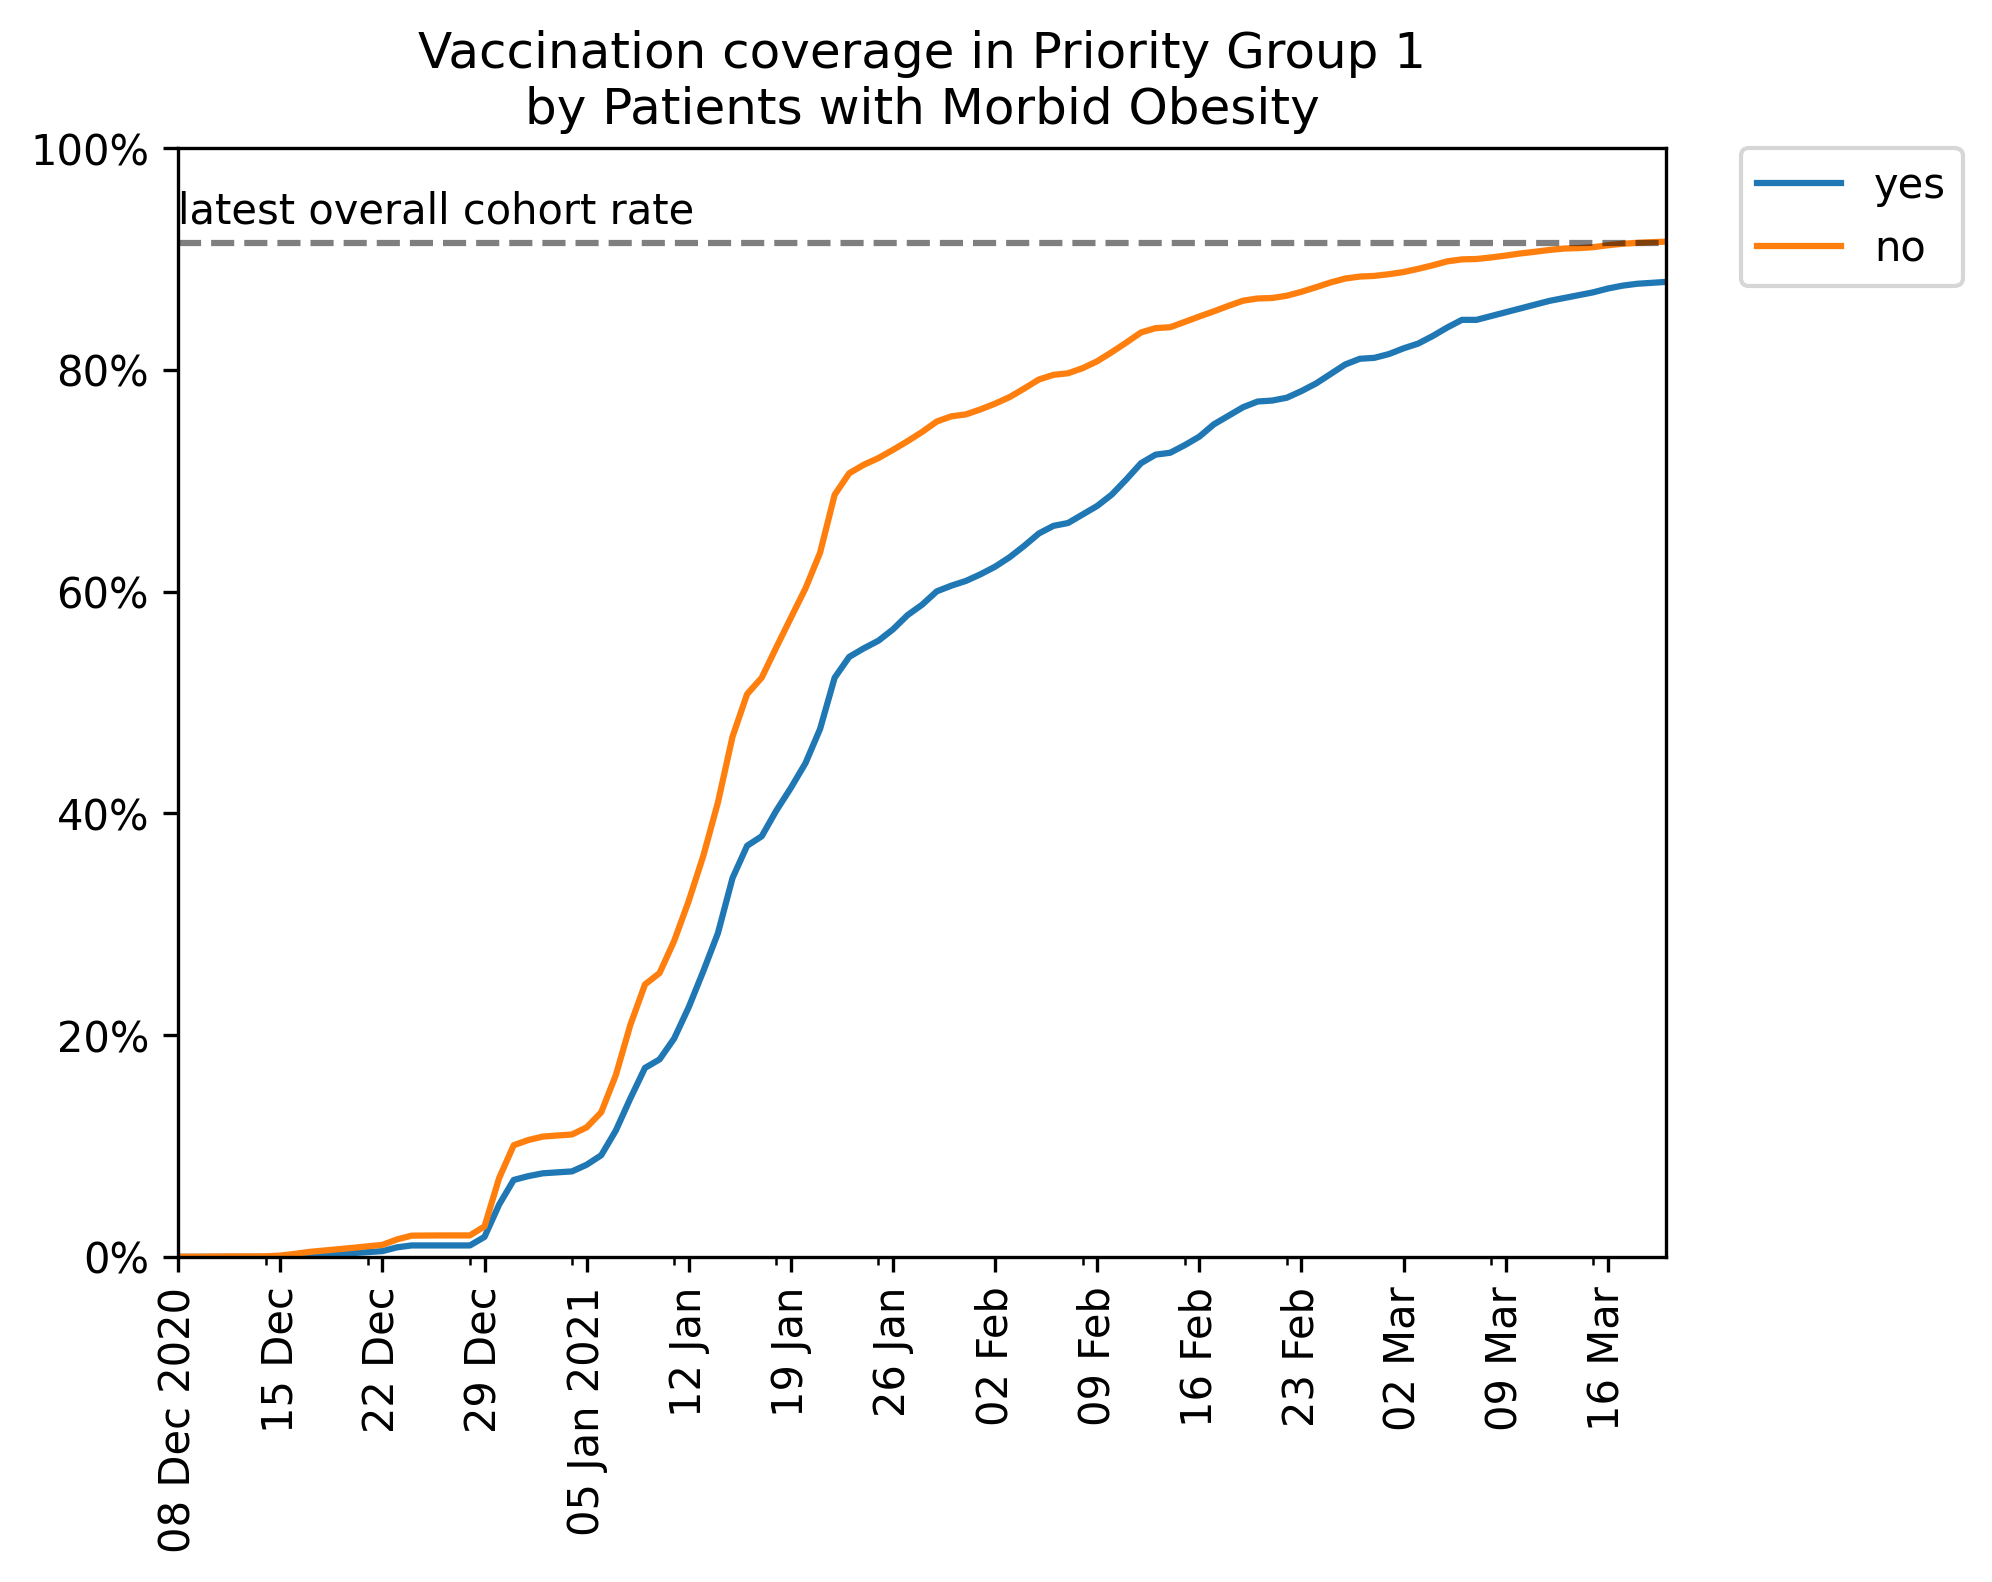 Vaccination coverage in Priority Group 1
by Patients with Morbid Obesity
100%
80%
60%
40%
20%
0%
latest overall cohort rate
yes
no
08 Dec 2020
15 Dec
22 Dec
29 Dec
05 Jan 2021
12 Jan
19 Jan
26 Jan
02 Feb
09 Feb
16 Feb
23 Feb
02 Mar
09 Mar
16 Mar